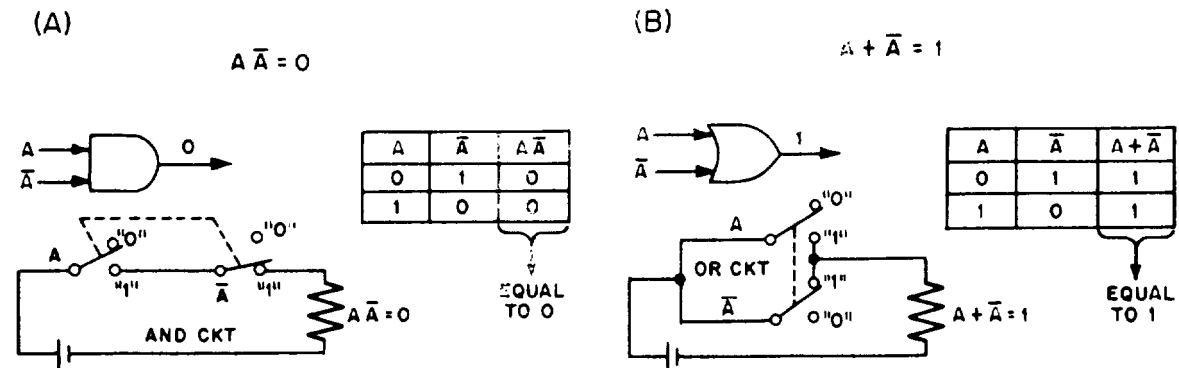 (A)
A Ā = 0
A
Ā
0
A Ā A Ā
0 1 0
1 0 0
EQUAL
TO 0
A
"0"
"1"
Ā
"0"
"1"
A Ā = 0
AND CKT
(B)
A + Ā = 1
A
Ā
1
A Ā A + Ā
0 1 1
1 0 1
EQUAL
TO 1
A
"0"
"1"
OR CKT
"1"
Ā
"0"
A + Ā = 1